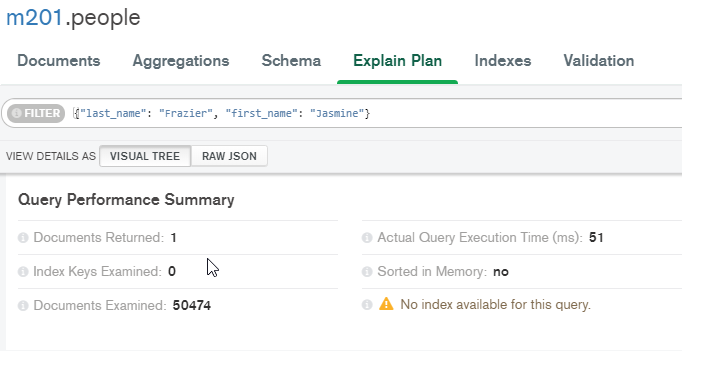 m201.people
Documents Aggregations Schema Explain Plan Indexes Validation
FILTER {"last_name": "Frazier", "first_name": "Jasmine"}
VIEW DETAILS AS VISUAL TREE RAW JSON
Query Performance Summary
Documents Returned: 1
Actual Query Execution Time (ms): 51
Index Keys Examined: 0
Sorted in Memory: no
Documents Examined: 50474
No index available for this query.